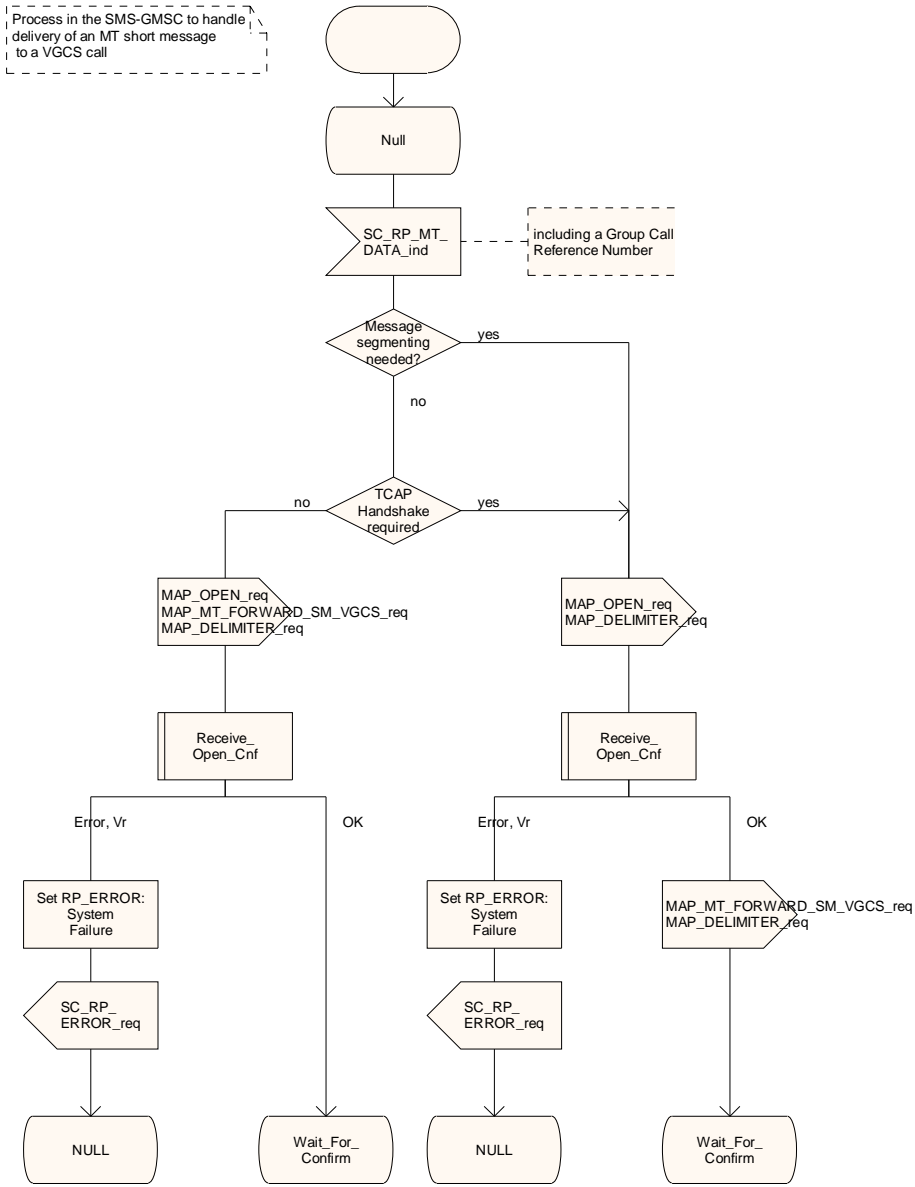 Process in the SMS-GMSC to handle
delivery of an MT short message
to a VGCS call
Null
SC_RP_MT_
DATA_ind
including a Group Call
Reference Number
Message
segmenting
needed?
yes
no
TCAP
Handshake
required
no
yes
MAP_OPEN_req
MAP_MT_FORWARD_SM_VGCS_req
MAP_DELIMITER_req
MAP_OPEN_req
MAP_DELIMITER_req
Receive_
Open_Cnf
Receive_
Open_Cnf
Error, Vr
OK
Error, Vr
OK
Set RP_ERROR:
System
Failure
Set RP_ERROR:
System
Failure
MAP_MT_FORWARD_SM_VGCS_req
MAP_DELIMITER_req
SC_RP_
ERROR_req
SC_RP_
ERROR_req
NULL
Wait_For_
Confirm
NULL
Wait_For_
Confirm